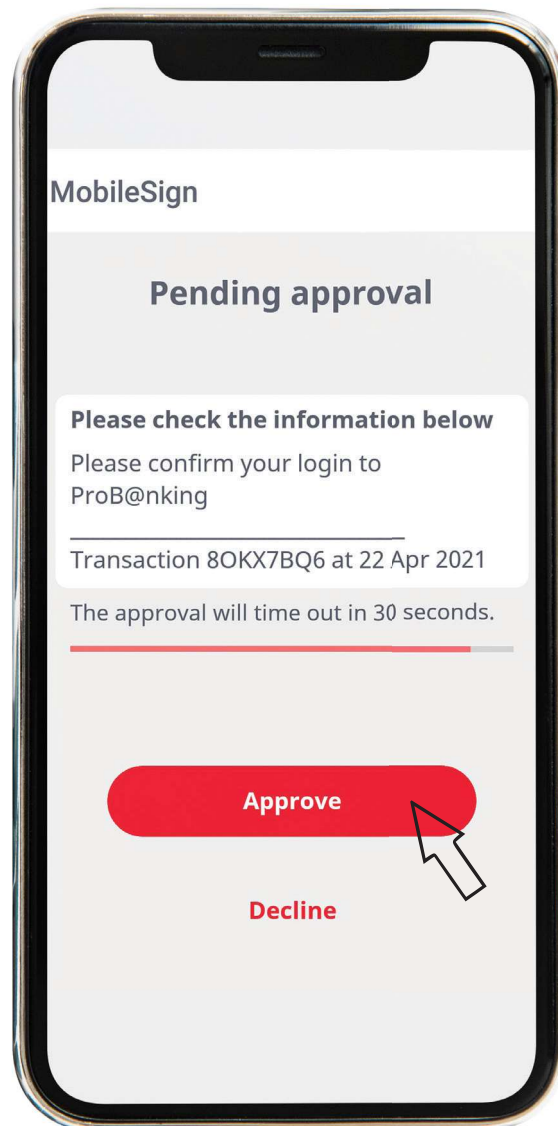 MobileSign
Pending approval
Please check the information below
Please confirm your login to
ProB@nking
Transaction 8OKX7BQ6 at 22 Apr 2021
The approval will time out in 30 seconds.
Approve
Decline